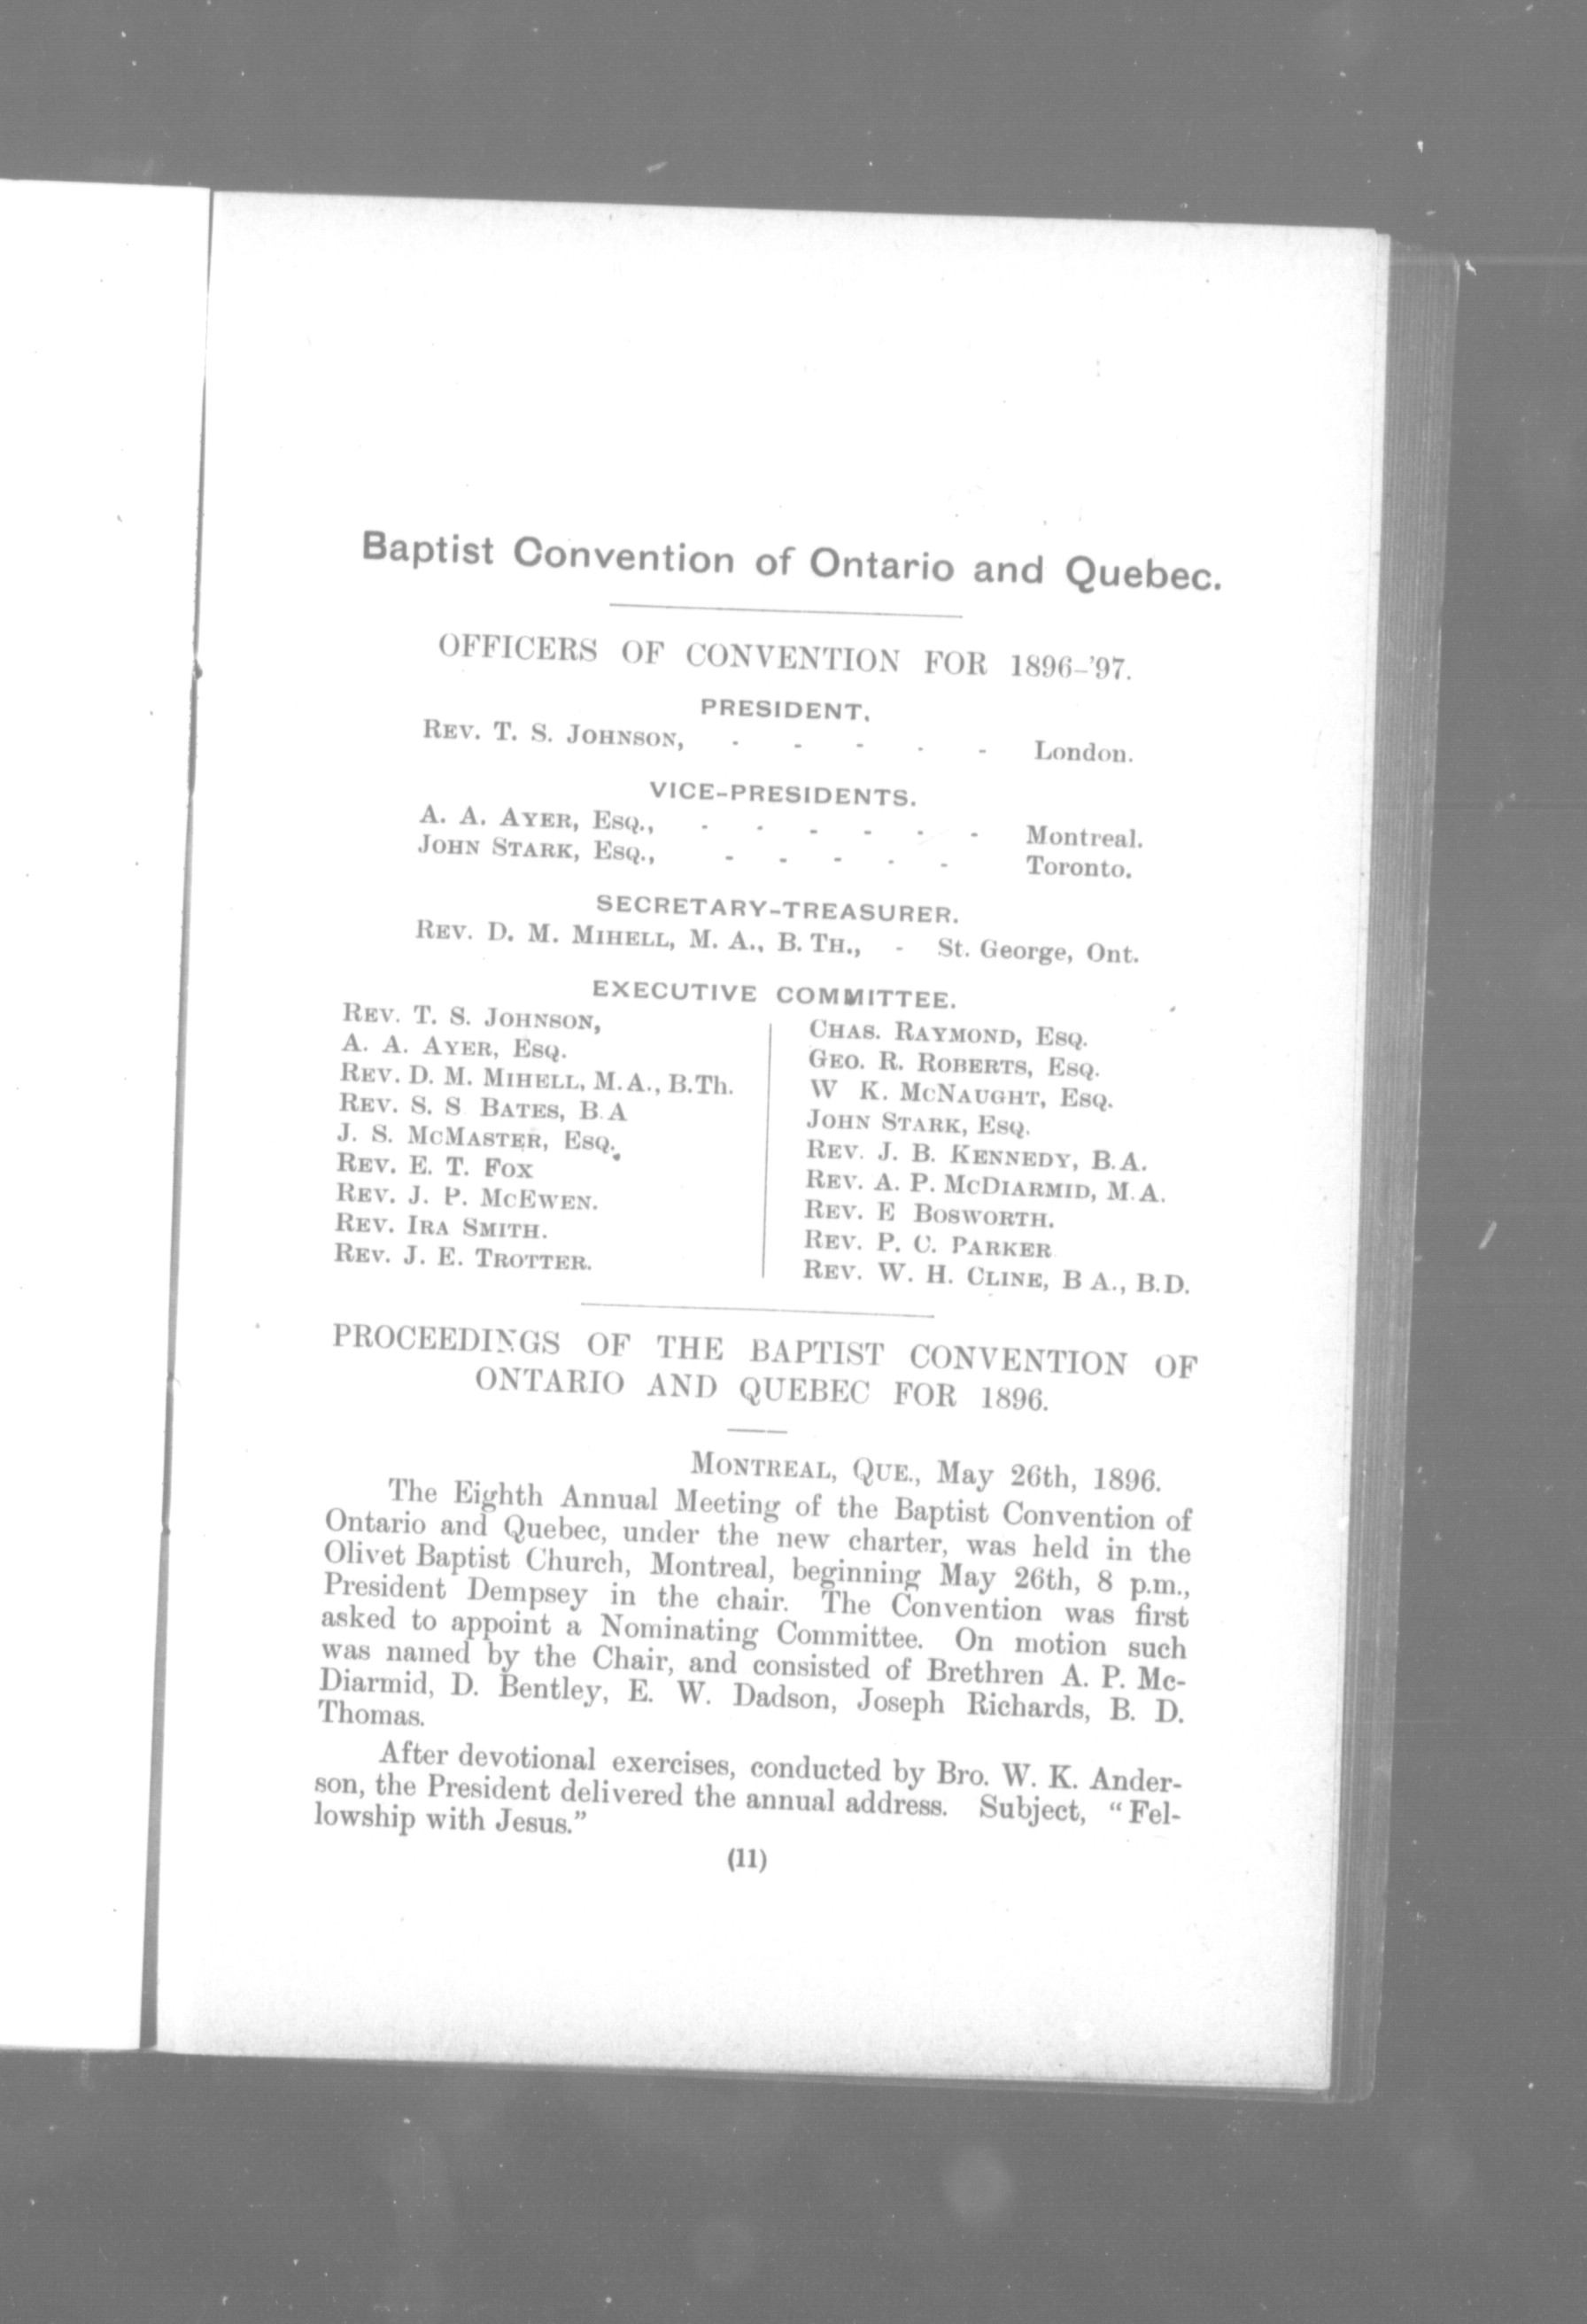 Baptist Convention of Ontario and Quebec.
OFFICERS OF CONVENTION FOR 1896-'97.
PRESIDENT.
REV. T. S. JOHNSON, - - - - - London.
VICE-PRESIDENTS.
A. A. AYER, ESQ., - - - - - - Montreal.
JOHN STARK, ESQ., - - - - - Toronto.
SECRETARY-TREASURER.
REV. D. M. MIHELL, M. A., B. TH., - St. George, Ont.
EXECUTIVE COMMITTEE.
REV. T. S. JOHNSON,
A. A. AYER, ESQ.
REV. D. M. MIHELL, M.A., B.Th.
REV. S. S BATES, B.A
J. S. MCMASTER, ESQ.
REV. E. T. FOX
REV. J. P. MCEWEN.
REV. IRA SMITH.
REV. J. E. TROTTER.
CHAS. RAYMOND, ESQ.
GEO. R. ROBERTS, ESQ.
W K. MCNAUGHT, ESQ.
JOHN STARK, ESQ.
REV. J. B. KENNEDY, B.A.
REV. A. P. MCDIARMID, M.A.
REV. E BOSWORTH.
REV. P. C. PARKER
REV. W. H. CLINE, B A., B.D.
PROCEEDINGS OF THE BAPTIST CONVENTION OF
ONTARIO AND QUEBEC FOR 1896.
MONTREAL, QUE., May 26th, 1896.
The Eighth Annual Meeting of the Baptist Convention of
Ontario and Quebec, under the new charter, was held in the
Olivet Baptist Church, Montreal, beginning May 26th, 8 p.m.,
President Dempsey in the chair. The Convention was first
asked to appoint a Nominating Committee. On motion such
was named by the Chair, and consisted of Brethren A. P. Mc-
Diarmid, D. Bentley, E. W. Dadson, Joseph Richards, B. D.
Thomas.
After devotional exercises, conducted by Bro. W. K. Ander-
son, the President delivered the annual address. Subject, "Fel-
lowship with Jesus."
(11)